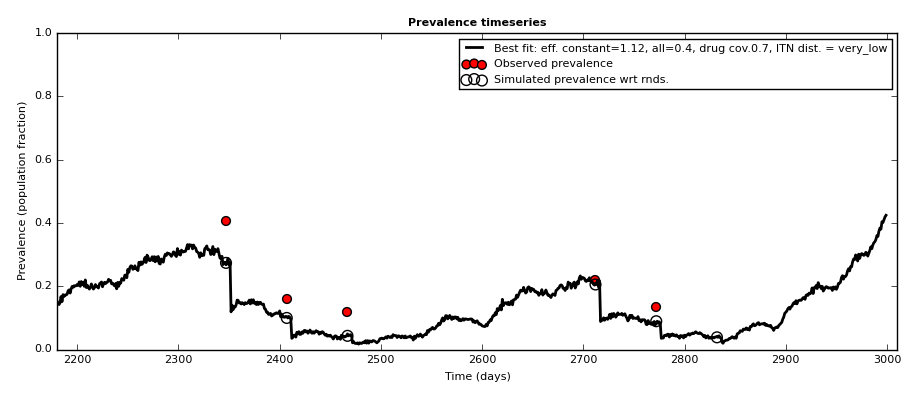 Prevalence timeseries
Best fit: eff. constant=1.12, all=0.4, drug cov.0.7, ITN dist. = very_low
Observed prevalence
Simulated prevalence wrt rnds.
Prevalence (population fraction)
1.0
0.8
0.6
0.4
0.2
0.0
2200 2300 2400 2500 2600 2700 2800 2900 3000
Time (days)